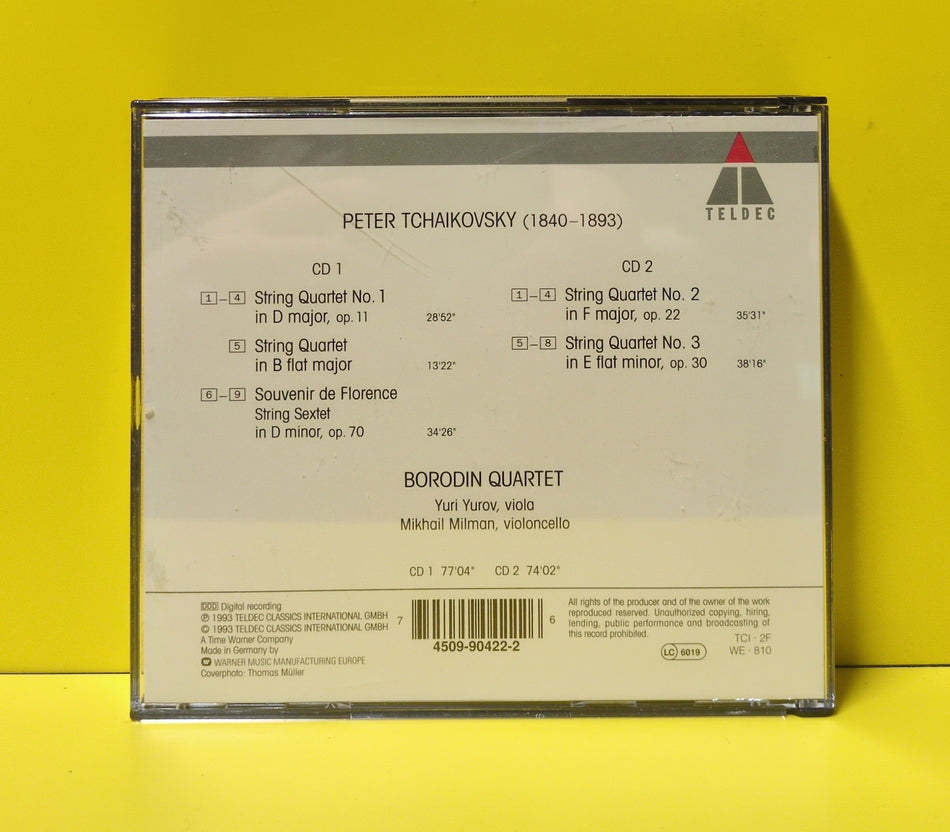 TELDEC
PETER TCHAIKOVSKY (1840–1893)
CD 1
1–4 String Quartet No. 1
in D major, op. 11 28'52"
5 String Quartet
in B flat major 13'22"
6–9 Souvenir de Florence
String Sextet
in D minor, op. 70 34'26"
CD 2
1–4 String Quartet No. 2
in F major, op. 22 35'31"
5–8 String Quartet No. 3
in E flat minor, op. 30 38'16"
BORODIN QUARTET
Yuri Yurov, viola
Mikhail Milman, violoncello
CD 1 77'04" CD 2 74'02"
DDD Digital recording
℗ 1993 TELDEC CLASSICS INTERNATIONAL GMBH
© 1993 TELDEC CLASSICS INTERNATIONAL GMBH
A Time Warner Company
Made in Germany by
WARNER MUSIC MANUFACTURING EUROPE
Coverphoto: Thomas Müller
7 6
4509-90422-2
All rights of the producer and of the owner of the work
reproduced reserved. Unauthorized copying, hiring,
lending, public performance and broadcasting of
this record prohibited.
LC 6019
TCI · 2F
WE · 810